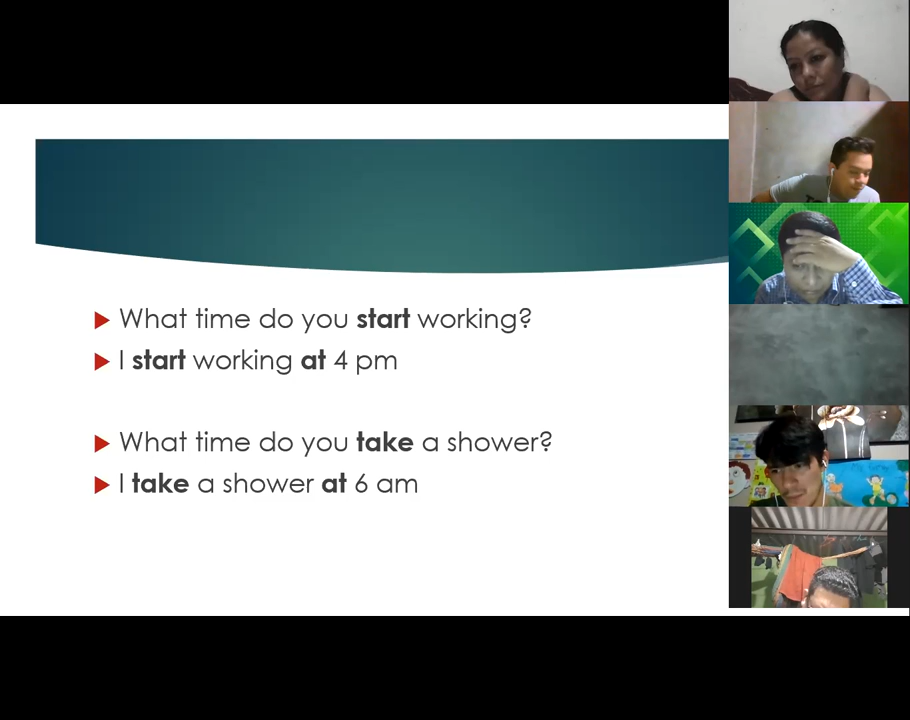 What time do you start working?
I start working at 4 pm
What time do you take a shower?
I take a shower at 6 am